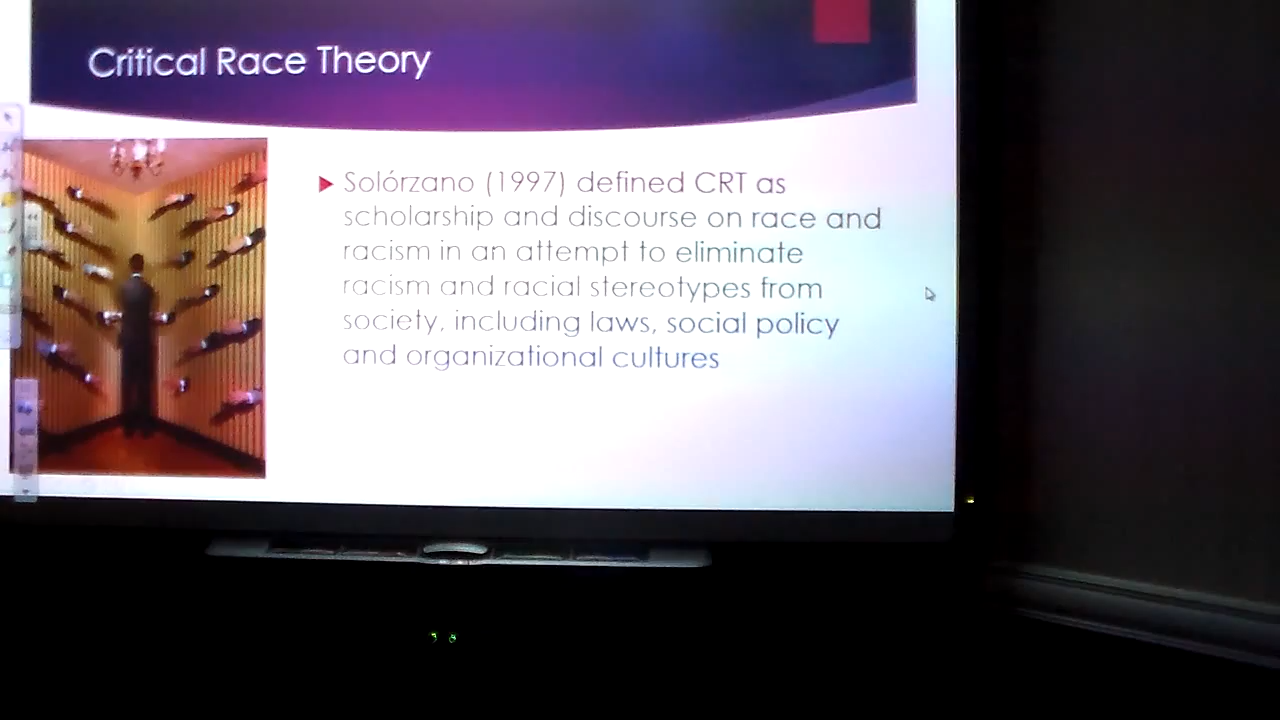 Critical Race Theory
Solórzano (1997) defined CRT as
scholarship and discourse on race and
racism in an attempt to eliminate
racism and racial stereotypes from
society, including laws, social policy
and organizational cultures